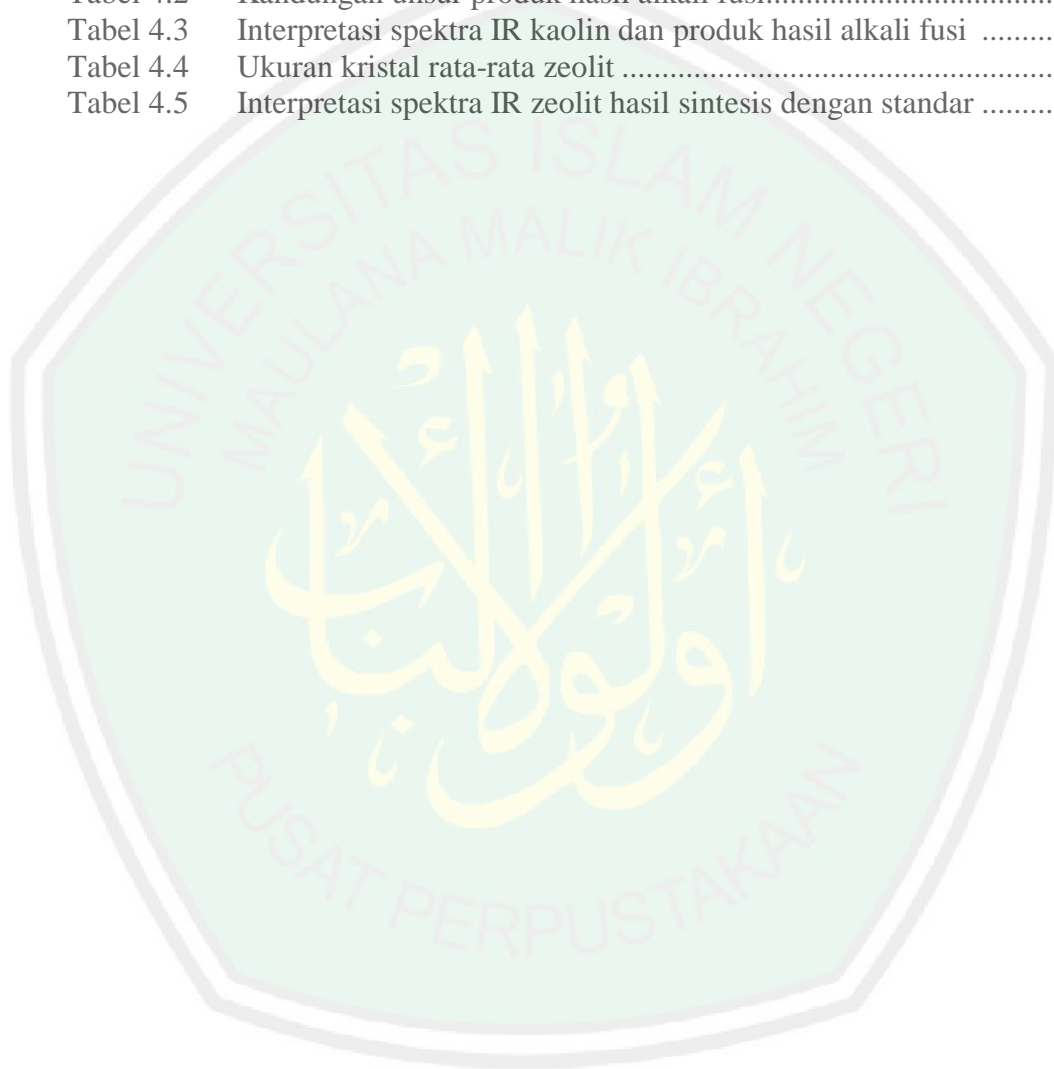 Tabel 4.2 Kandungan unsur produk hasil alkali fusi....................................
Tabel 4.3 Interpretasi spektra IR kaolin dan produk hasil alkali fusi .........
Tabel 4.4 Ukuran kristal rata-rata zeolit ......................................................
Tabel 4.5 Interpretasi spektra IR zeolit hasil sintesis dengan standar .........
UNIVERSITAS ISLAM NEGERI
MAULANA MALIK IBRAHIM
أولوا الألباب
PUSAT PERPUSTAKAAN